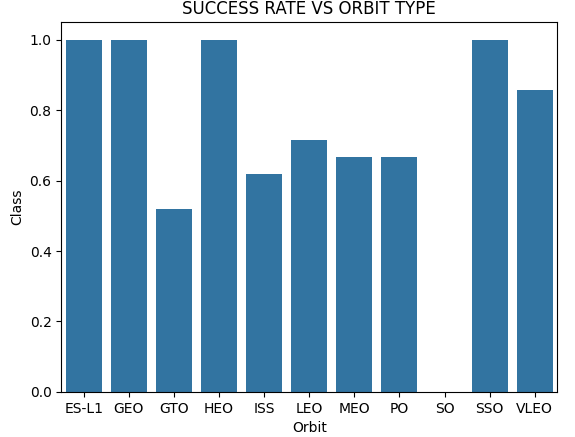 SUCCESS RATE VS ORBIT TYPE
1.0
0.8
0.6
0.4
0.2
0.0
Class
ES-L1 GEO GTO HEO ISS LEO MEO PO SO SSO VLEO
Orbit